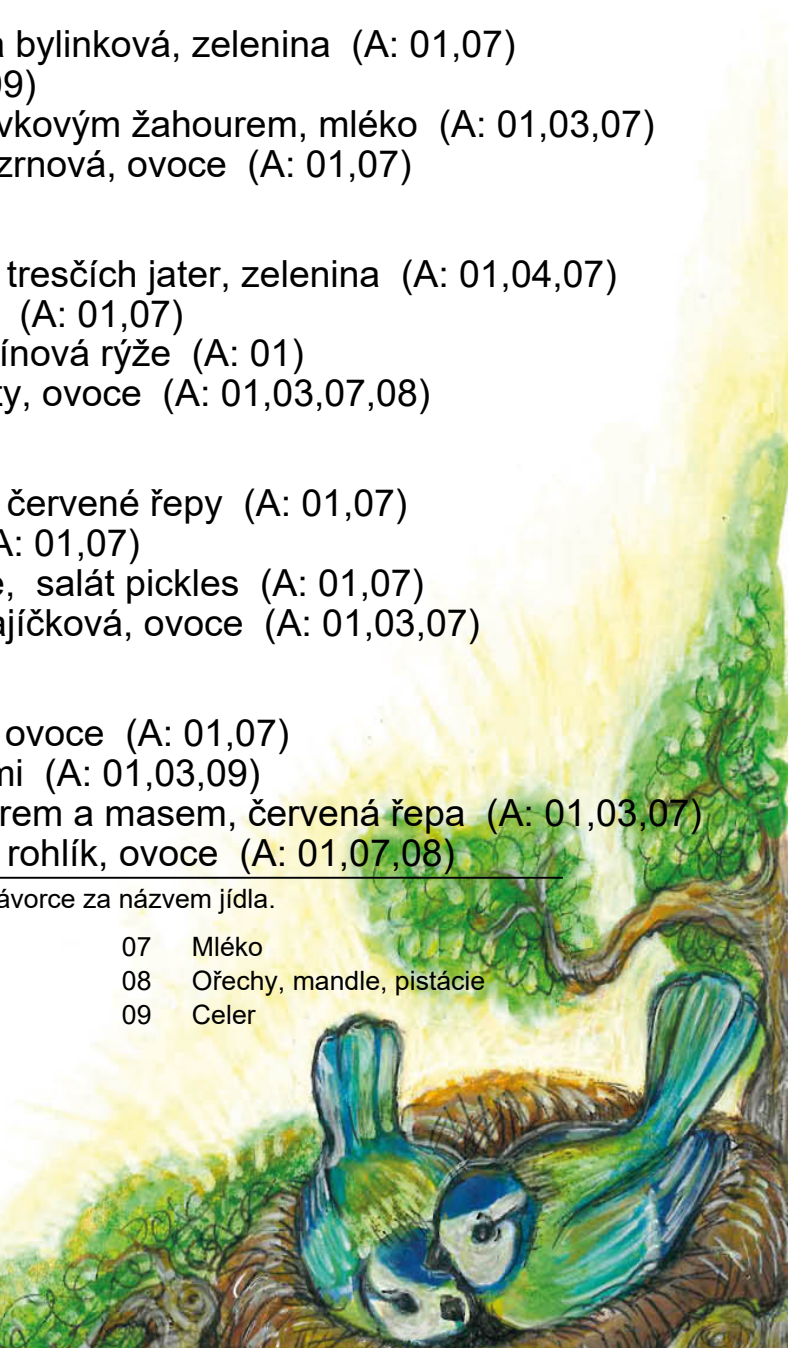 a bylinková, zelenina (A: 01,07)
09)
vkovým žahourem, mléko (A: 01,03,07)
zrnová, ovoce (A: 01,07)
tresčích jater, zelenina (A: 01,04,07)
(A: 01,07)
ínová rýže (A: 01)
ty, ovoce (A: 01,03,07,08)
červené řepy (A: 01,07)
A: 01,07)
e, salát pickles (A: 01,07)
ajíčková, ovoce (A: 01,03,07)
ovoce (A: 01,07)
mi (A: 01,03,09)
rem a masem, červená řepa (A: 01,03,07)
rohlík, ovoce (A: 01,07,08)
ávorce za názvem jídla.
07 Mléko
08 Ořechy, mandle, pistácie
09 Celer